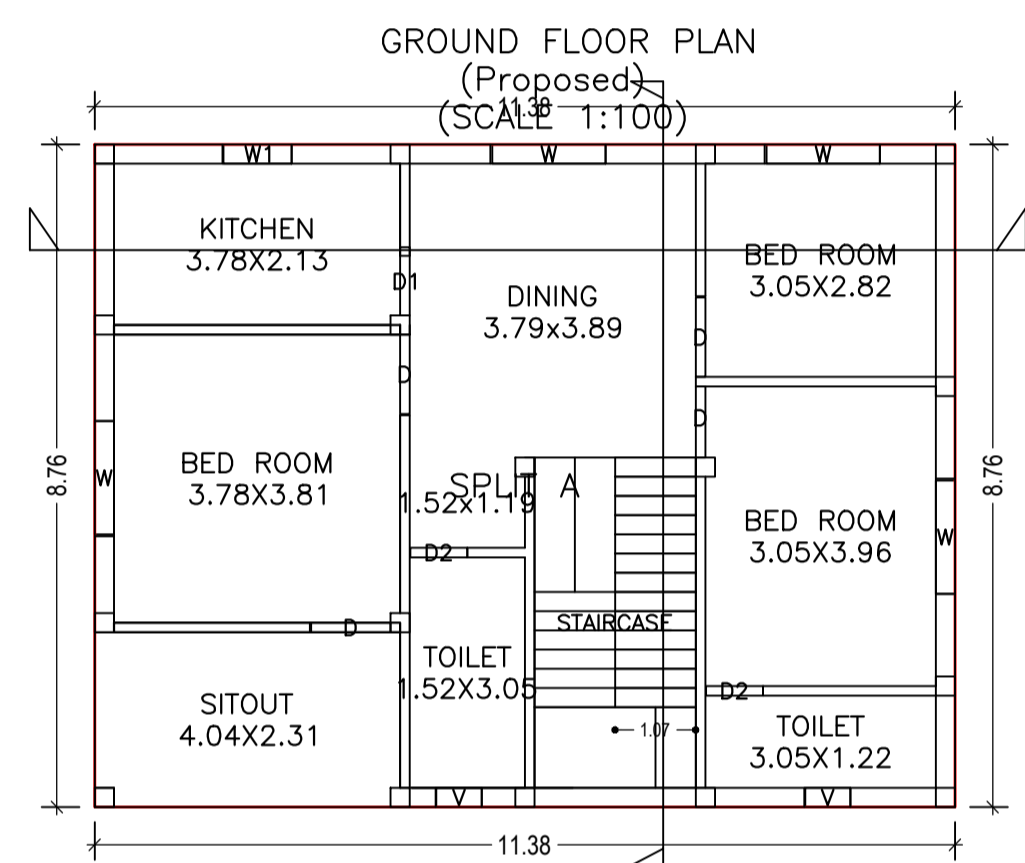 GROUND FLOOR PLAN
(Proposed)
11.38
(SCALE 1:100)
W1
W
W
KITCHEN
3.78X2.13
D1
DINING
3.79x3.89
BED ROOM
3.05X2.82
D
D
D
8.76
W
BED ROOM
3.78X3.81
SPLIT A
1.52x1.19
D2
BED ROOM
3.05X3.96
W
8.76
STAIRCASE
D
TOILET
1.52X3.05
SITOUT
4.04X2.31
D2
1.07
TOILET
3.05X1.22
V
V
11.38